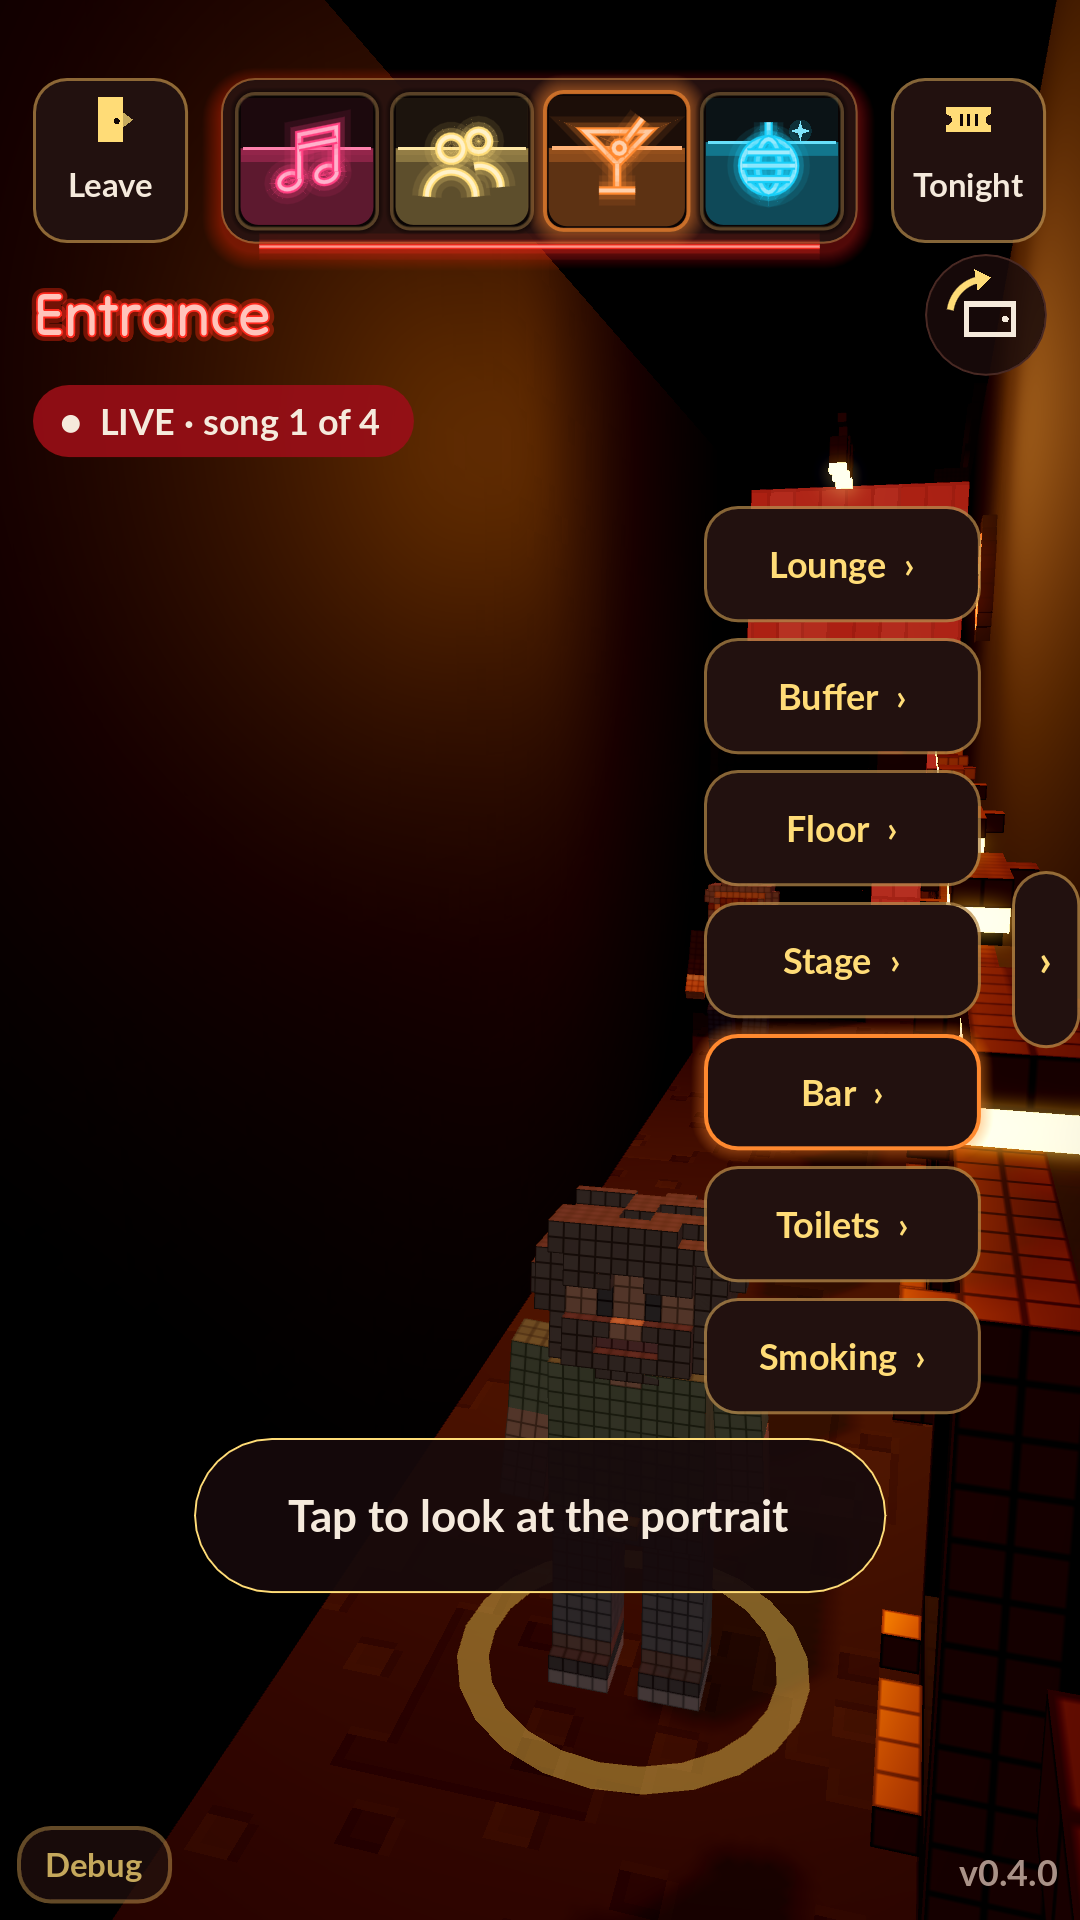 Leave
Tonight
Entrance
LIVE · song 1 of 4
Lounge ›
Buffer ›
Floor ›
Stage ›
›
Bar ›
Toilets ›
Smoking ›
Tap to look at the portrait
Debug
v0.4.0